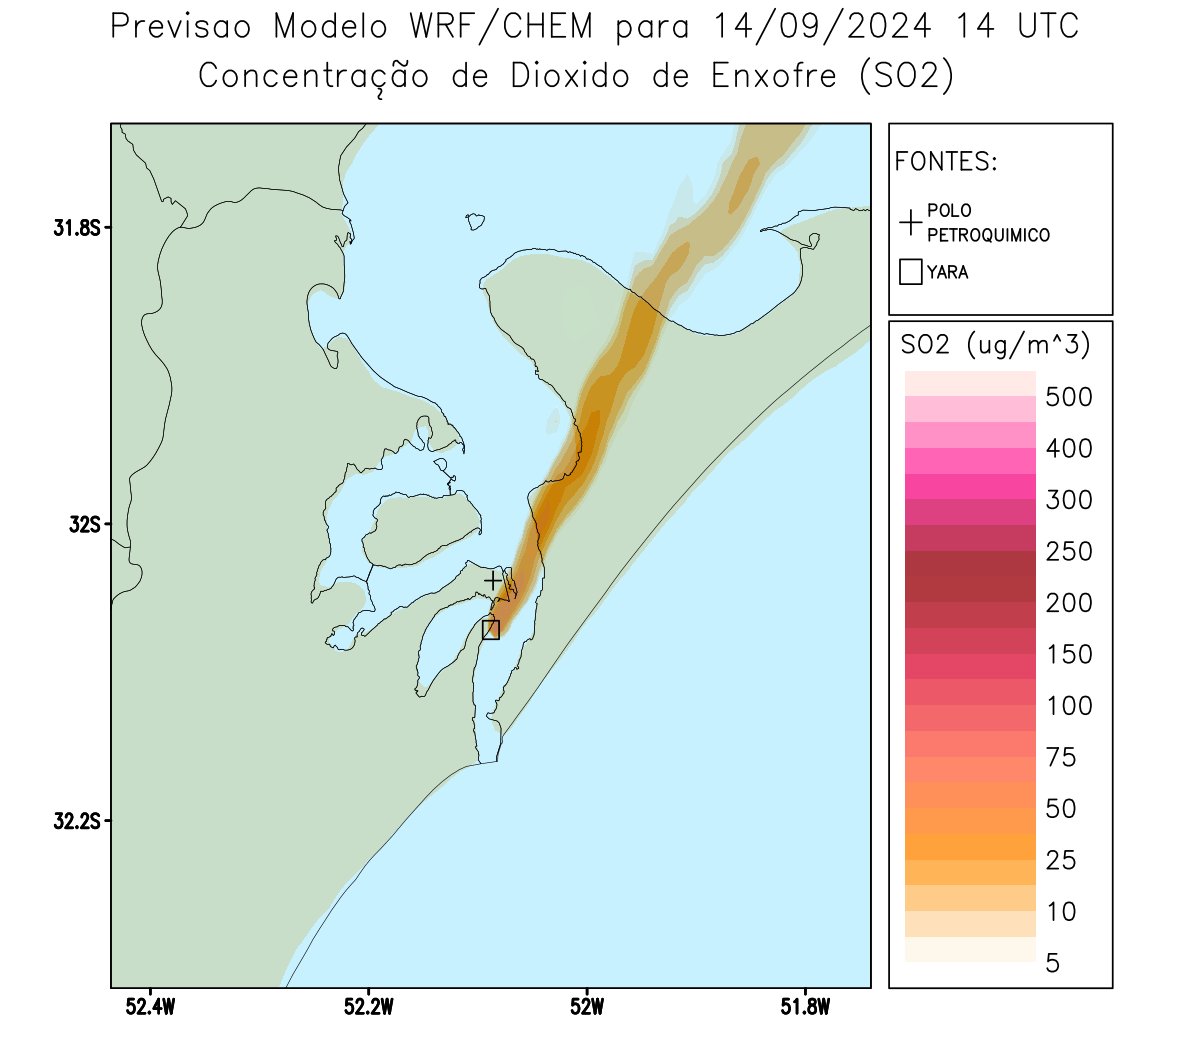 Previsao Modelo WRF/CHEM para 14/09/2024 14 UTC
Concentração de Dioxido de Enxofre (SO2)
FONTES:
POLO
PETROQUIMICO
YARA
SO2 (ug/m^3)
500
400
300
250
200
150
100
75
50
25
10
5
31.8S
32S
32.2S
52.4W
52.2W
52W
51.8W